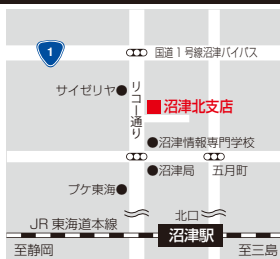 1
国道1号線沼津バイパス
サイゼリヤ
リコー通り
沼津北支店
沼津情報専門学校
沼津局
五月町
ブケ東海
北口
JR 東海道本線
沼津駅
至静岡
至三島